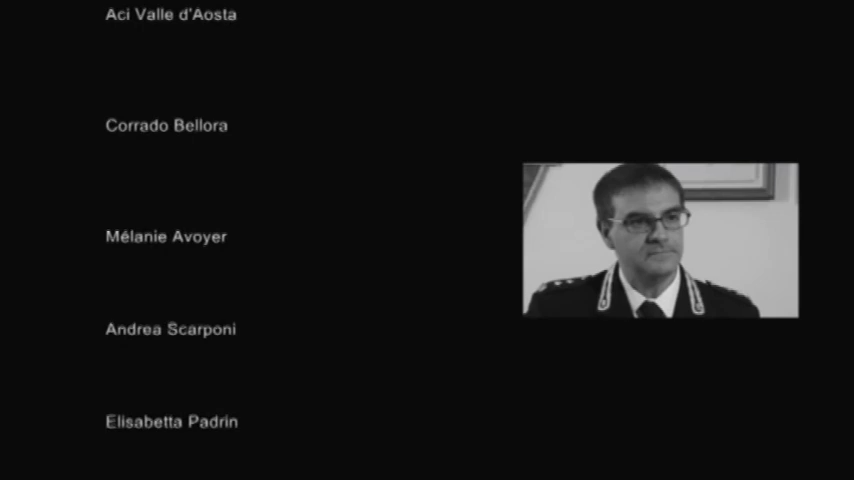 Aci Valle d'Aosta
Corrado Bellora
Mélanie Avoyer
Andrea Scarponi
Elisabetta Padrin